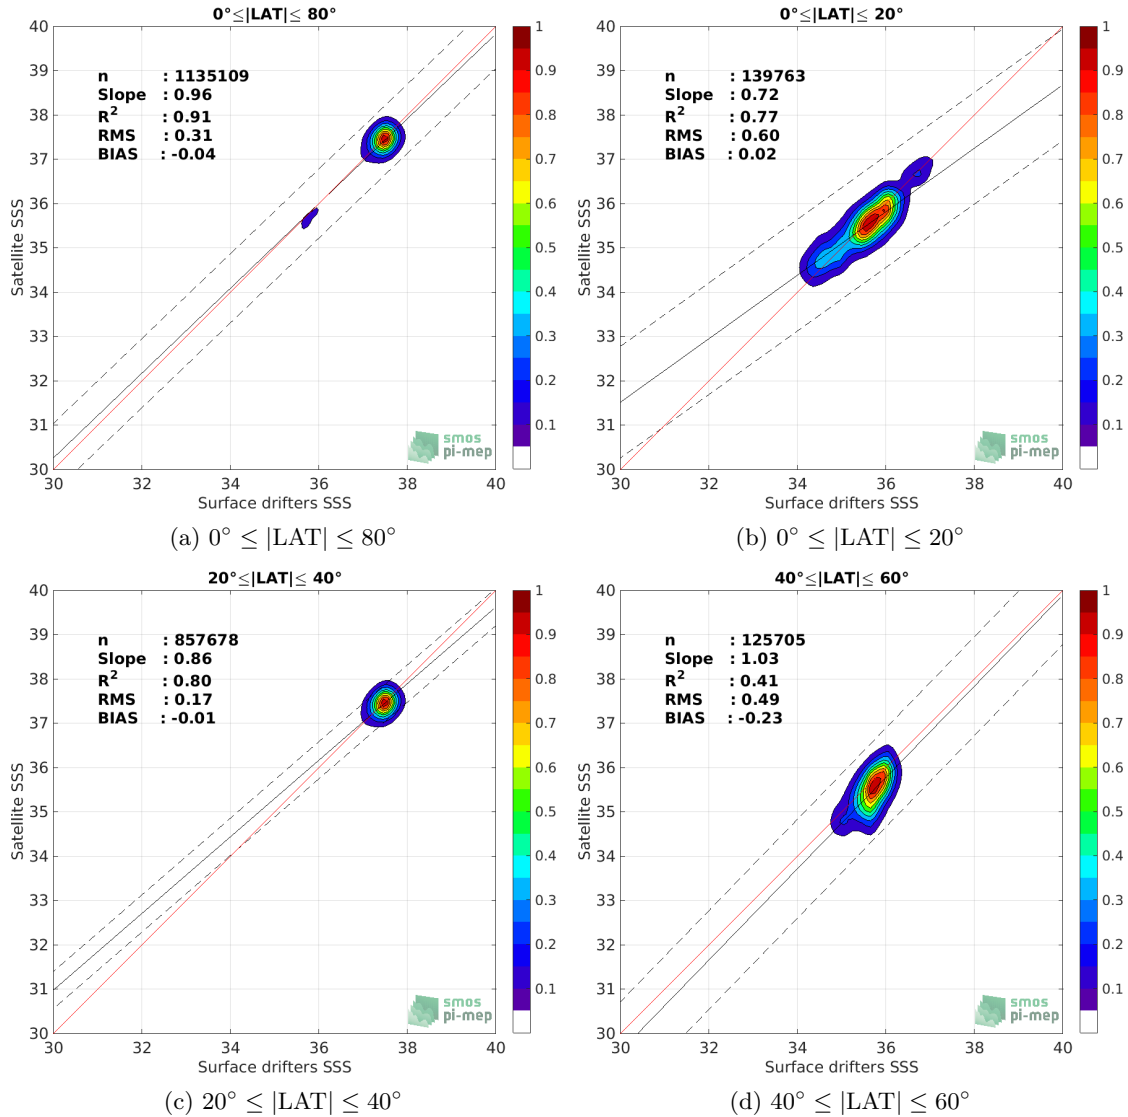 0°≤|LAT|≤ 80°
n : 1135109
Slope : 0.96
R2 : 0.91
RMS : 0.31
BIAS : -0.04
40
39
38
37
36
35
34
33
32
31
30
Satellite SSS
30 32 34 36 38 40
Surface drifters SSS
smos
pi-mep
1
0.9
0.8
0.7
0.6
0.5
0.4
0.3
0.2
0.1
(a) 0° ≤ |LAT| ≤ 80°
0°≤|LAT|≤ 20°
n : 139763
Slope : 0.72
R2 : 0.77
RMS : 0.60
BIAS : 0.02
40
39
38
37
36
35
34
33
32
31
30
Satellite SSS
30 32 34 36 38 40
Surface drifters SSS
smos
pi-mep
1
0.9
0.8
0.7
0.6
0.5
0.4
0.3
0.2
0.1
(b) 0° ≤ |LAT| ≤ 20°
20°≤|LAT|≤ 40°
n : 857678
Slope : 0.86
R2 : 0.80
RMS : 0.17
BIAS : -0.01
40
39
38
37
36
35
34
33
32
31
30
Satellite SSS
30 32 34 36 38 40
Surface drifters SSS
smos
pi-mep
1
0.9
0.8
0.7
0.6
0.5
0.4
0.3
0.2
0.1
(c) 20° ≤ |LAT| ≤ 40°
40°≤|LAT|≤ 60°
n : 125705
Slope : 1.03
R2 : 0.41
RMS : 0.49
BIAS : -0.23
40
39
38
37
36
35
34
33
32
31
30
Satellite SSS
30 32 34 36 38 40
Surface drifters SSS
smos
pi-mep
1
0.9
0.8
0.7
0.6
0.5
0.4
0.3
0.2
0.1
(d) 40° ≤ |LAT| ≤ 60°